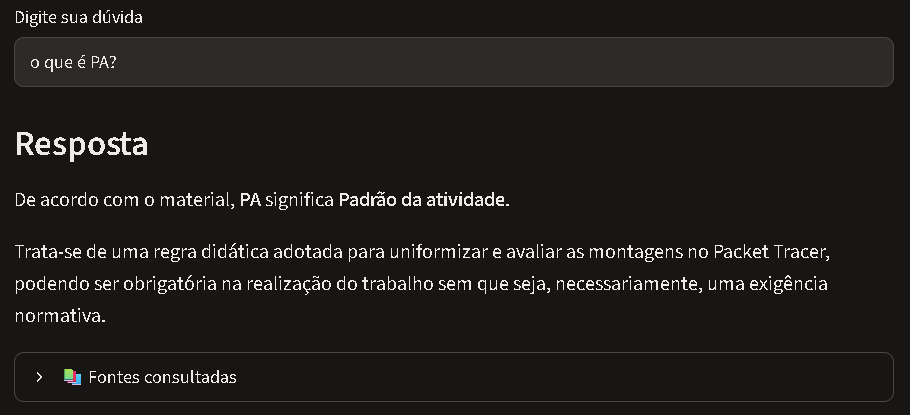 Digite sua dúvida
o que é PA?
Resposta
De acordo com o material, PA significa Padrão da atividade.
Trata-se de uma regra didática adotada para uniformizar e avaliar as montagens no Packet Tracer,
podendo ser obrigatória na realização do trabalho sem que seja, necessariamente, uma exigência
normativa.
Fontes consultadas